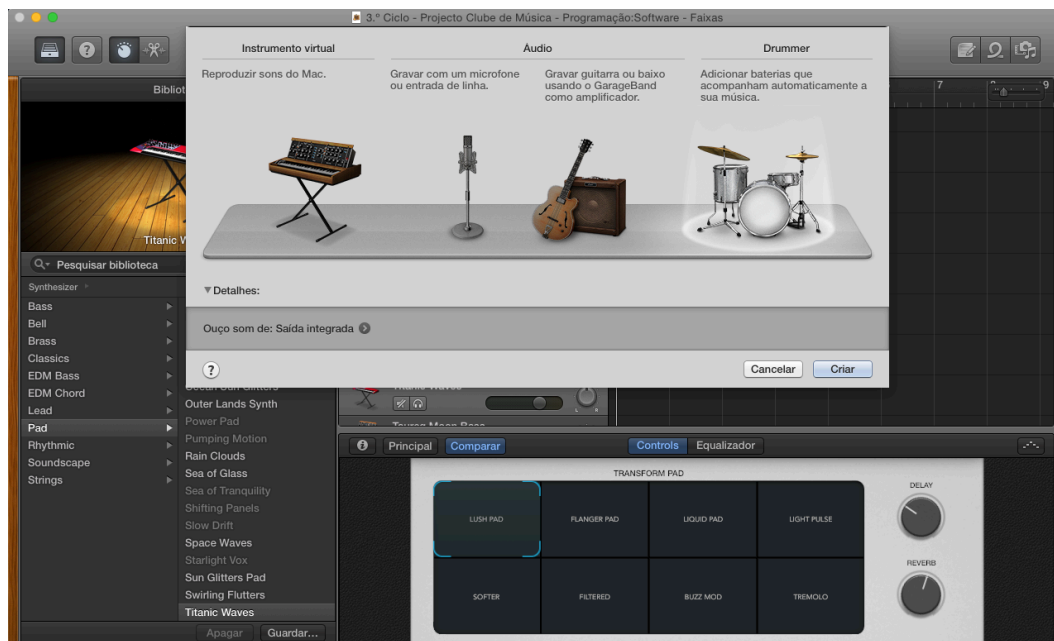 3.º Ciclo - Projecto Clube de Música - Programação:Software - Faixas
Instrumento virtual
Reproduzir sons do Mac.
Áudio
Gravar com um microfone
ou entrada de linha.
Gravar guitarra ou baixo
usando o GarageBand
como amplificador.
Drummer
Adicionar baterias que
acompanham automaticamente a
sua música.
Detalhes:
Ouço som de: Saída integrada
?
Cancelar
Criar
7
9
Titanic
Pesquisar biblioteca
Synthesizer
Bass
Bell
Brass
Classics
EDM Bass
EDM Chord
Lead
Pad
Rhythmic
Soundscape
Strings
Ocean Sun Glitters
Outer Lands Synth
Power Pad
Pumping Motion
Rain Clouds
Sea of Glass
Sea of Tranquility
Shifting Panels
Slow Drift
Space Waves
Starlight Vox
Sun Glitters Pad
Swirling Flutters
Titanic Waves
Apagar
Guardar...
Titanic Waves
L R
Principal
Comparar
Controls
Equalizador
TRANSFORM PAD
LUSH PAD
FLANGER PAD
LIQUID PAD
LIGHT PULSE
SOFTER
FILTERED
BUZZ MOD
TREMOLO
DELAY
REVERB